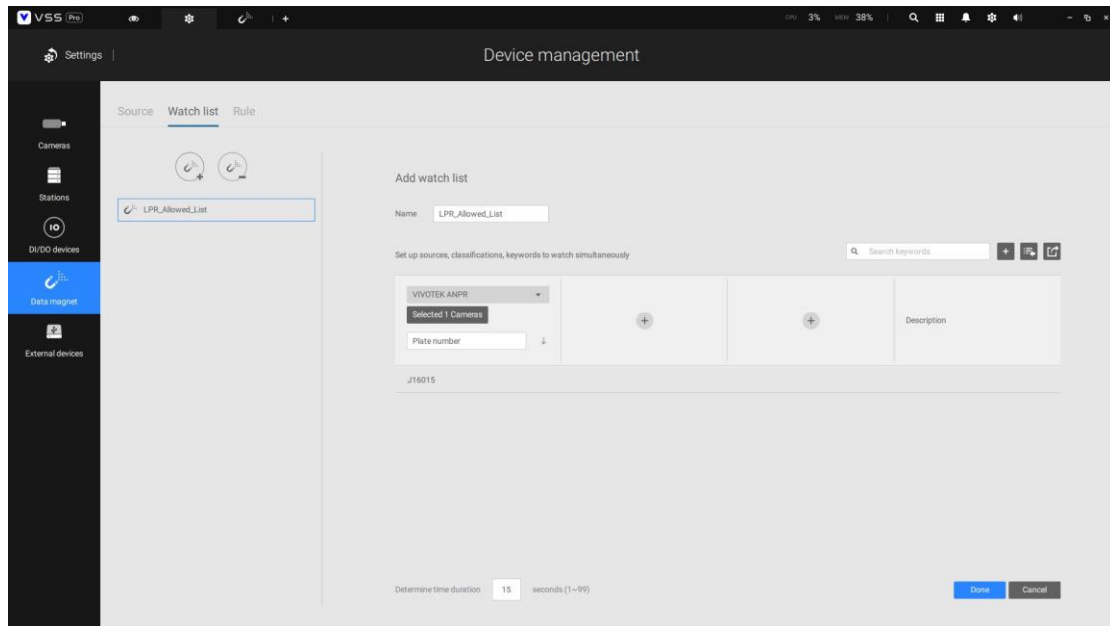 VSS Pro
CPU 3% MEM 38%
Settings
Device management
Cameras
Stations
IO
DI/DO devices
Data magnet
External devices
Source Watch list Rule
LPR_Allowed_List
Add watch list
Name LPR_Allowed_List
Set up sources, classifications, keywords to watch simultaneously
Search keywords
VIVOTEK ANPR
Selected 1 Cameras
Plate number
Description
J16015
Determine time duration 15 seconds (1~99)
Done Cancel